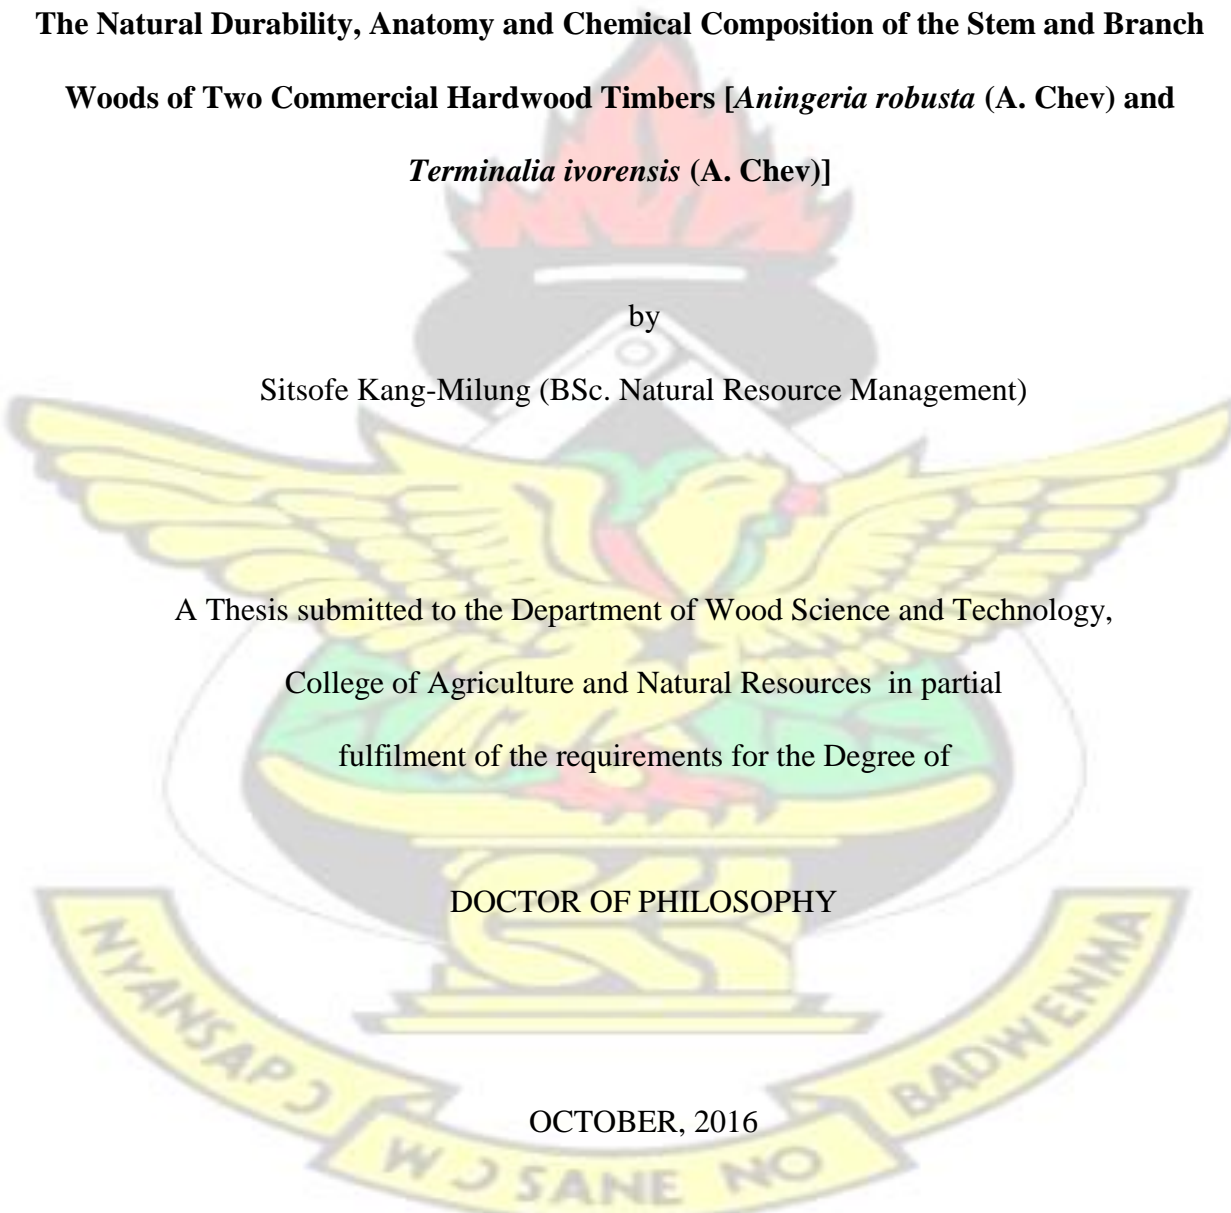 The Natural Durability, Anatomy and Chemical Composition of the Stem and Branch
Woods of Two Commercial Hardwood Timbers [Aningeria robusta (A. Chev) and
Terminalia ivorensis (A. Chev)]
by
Sitsofe Kang-Milung (BSc. Natural Resource Management)
A Thesis submitted to the Department of Wood Science and Technology,
College of Agriculture and Natural Resources in partial
fulfilment of the requirements for the Degree of
DOCTOR OF PHILOSOPHY
OCTOBER, 2016
NYANSAPƆ WƆSANE NO BADWENMA